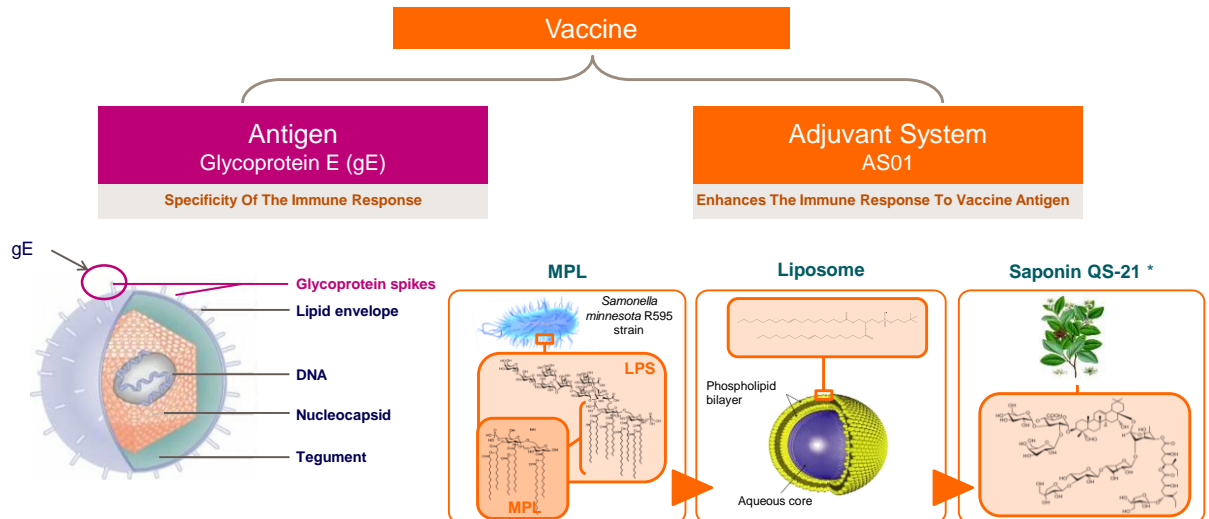 Vaccine
Antigen
Glycoprotein E (gE)
Specificity Of The Immune Response
Adjuvant System
AS01
Enhances The Immune Response To Vaccine Antigen
gE
Glycoprotein spikes
Lipid envelope
DNA
Nucleocapsid
Tegument
MPL
Samonella
minnesota R595
strain
LPS
MPL
Liposome
Phospholipid
bilayer
Aqueous core
Saponin QS-21 *